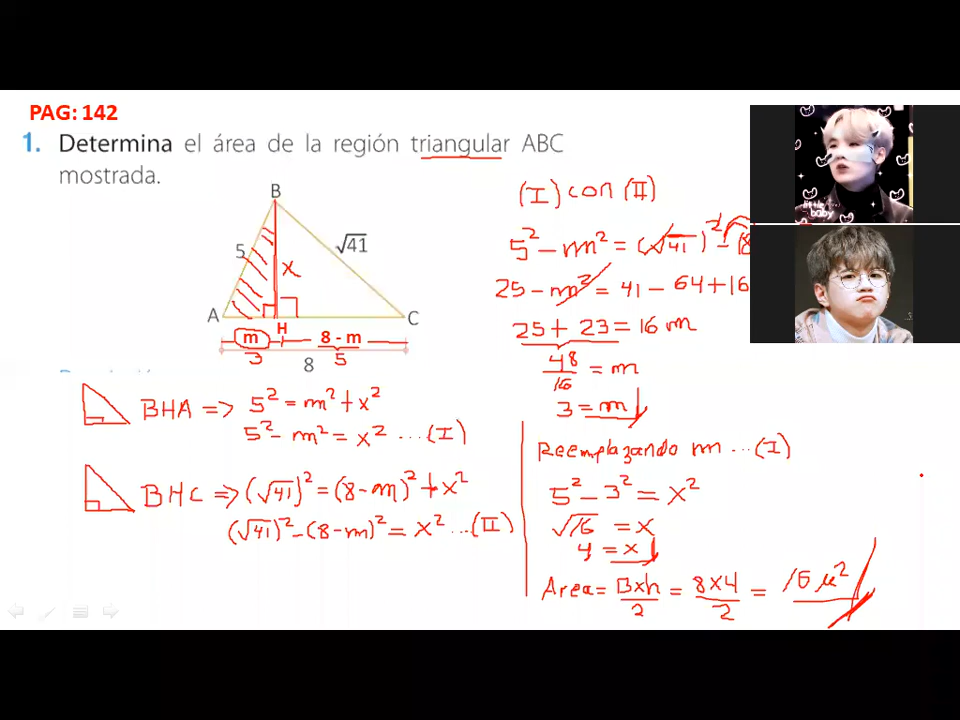 PAG: 142
1. Determina el área de la región triangular ABC
mostrada.
B
5
√41
x
A
H
C
m
8 - m
3
5
8
BHA => 5² = m² + x²
5² - m² = x² ...(I)
BHC => (√41)² = (8-m)² + x²
(√41)² - (8-m)² = x² ...(II)
(I) con (II)
5² - m² = (√41)² - (8
25 - m² = 41 - 64 + 16
25 + 23 = 16 m
48/16 = m
3 = m
Reemplazando m ...(I)
5² - 3² = x²
√16 = x
4 = x
Area = Bxh/2 = 8x4/2 = 16 μ²
little
baby